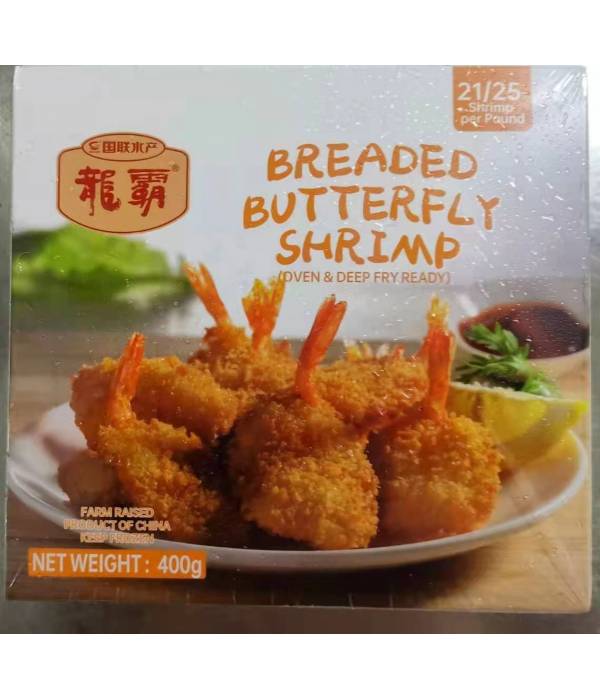 21/25
Shrimp
per Pound
国联水产
龍霸®
BREADED
BUTTERFLY
SHRIMP
(OVEN & DEEP FRY READY)
FARM RAISED
PRODUCT OF CHINA
KEEP FROZEN
NET WEIGHT: 400g